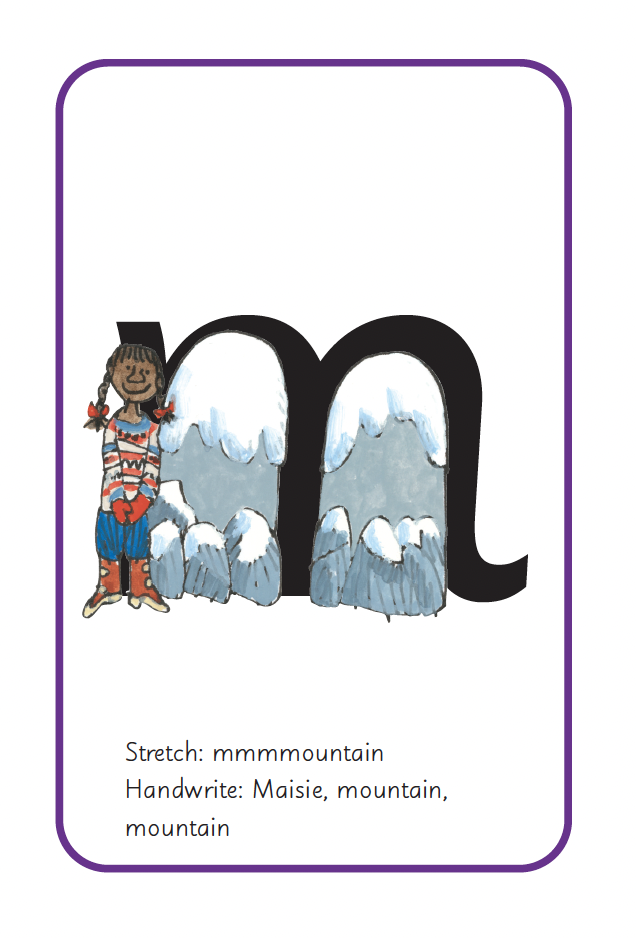 m
Stretch: mmmmountain
Handwrite: Maisie, mountain,
mountain